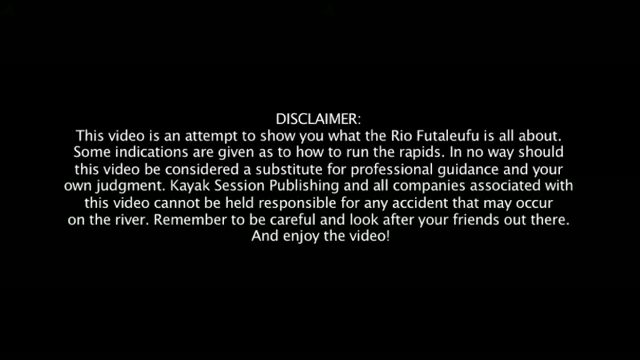 DISCLAIMER:
This video is an attempt to show you what the Rio Futaleufu is all about.
Some indications are given as to how to run the rapids. In no way should
this video be considered a substitute for professional guidance and your
own judgment. Kayak Session Publishing and all companies associated with
this video cannot be held responsible for any accident that may occur
on the river. Remember to be careful and look after your friends out there.
And enjoy the video!